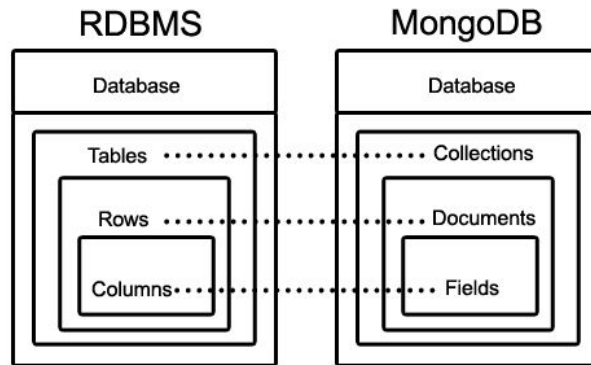 RDBMS
MongoDB
Database
Database
Tables
Collections
Rows
Documents
Columns
Fields